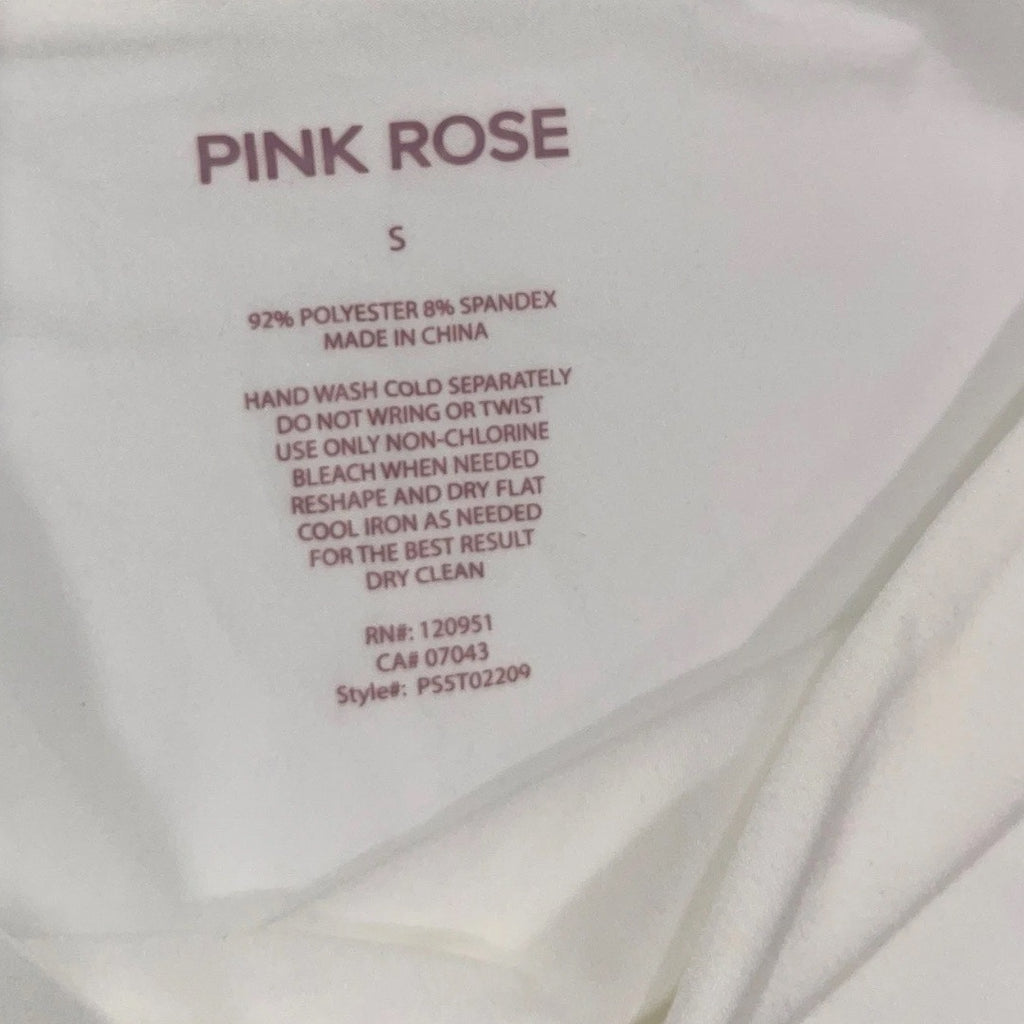 PINK ROSE
S
92% POLYESTER 8% SPANDEX
MADE IN CHINA
HAND WASH COLD SEPARATELY
DO NOT WRING OR TWIST
USE ONLY NON-CHLORINE
BLEACH WHEN NEEDED
RESHAPE AND DRY FLAT
COOL IRON AS NEEDED
FOR THE BEST RESULT
DRY CLEAN
RN#: 120951
CA# 07043
Style#: PS5T02209